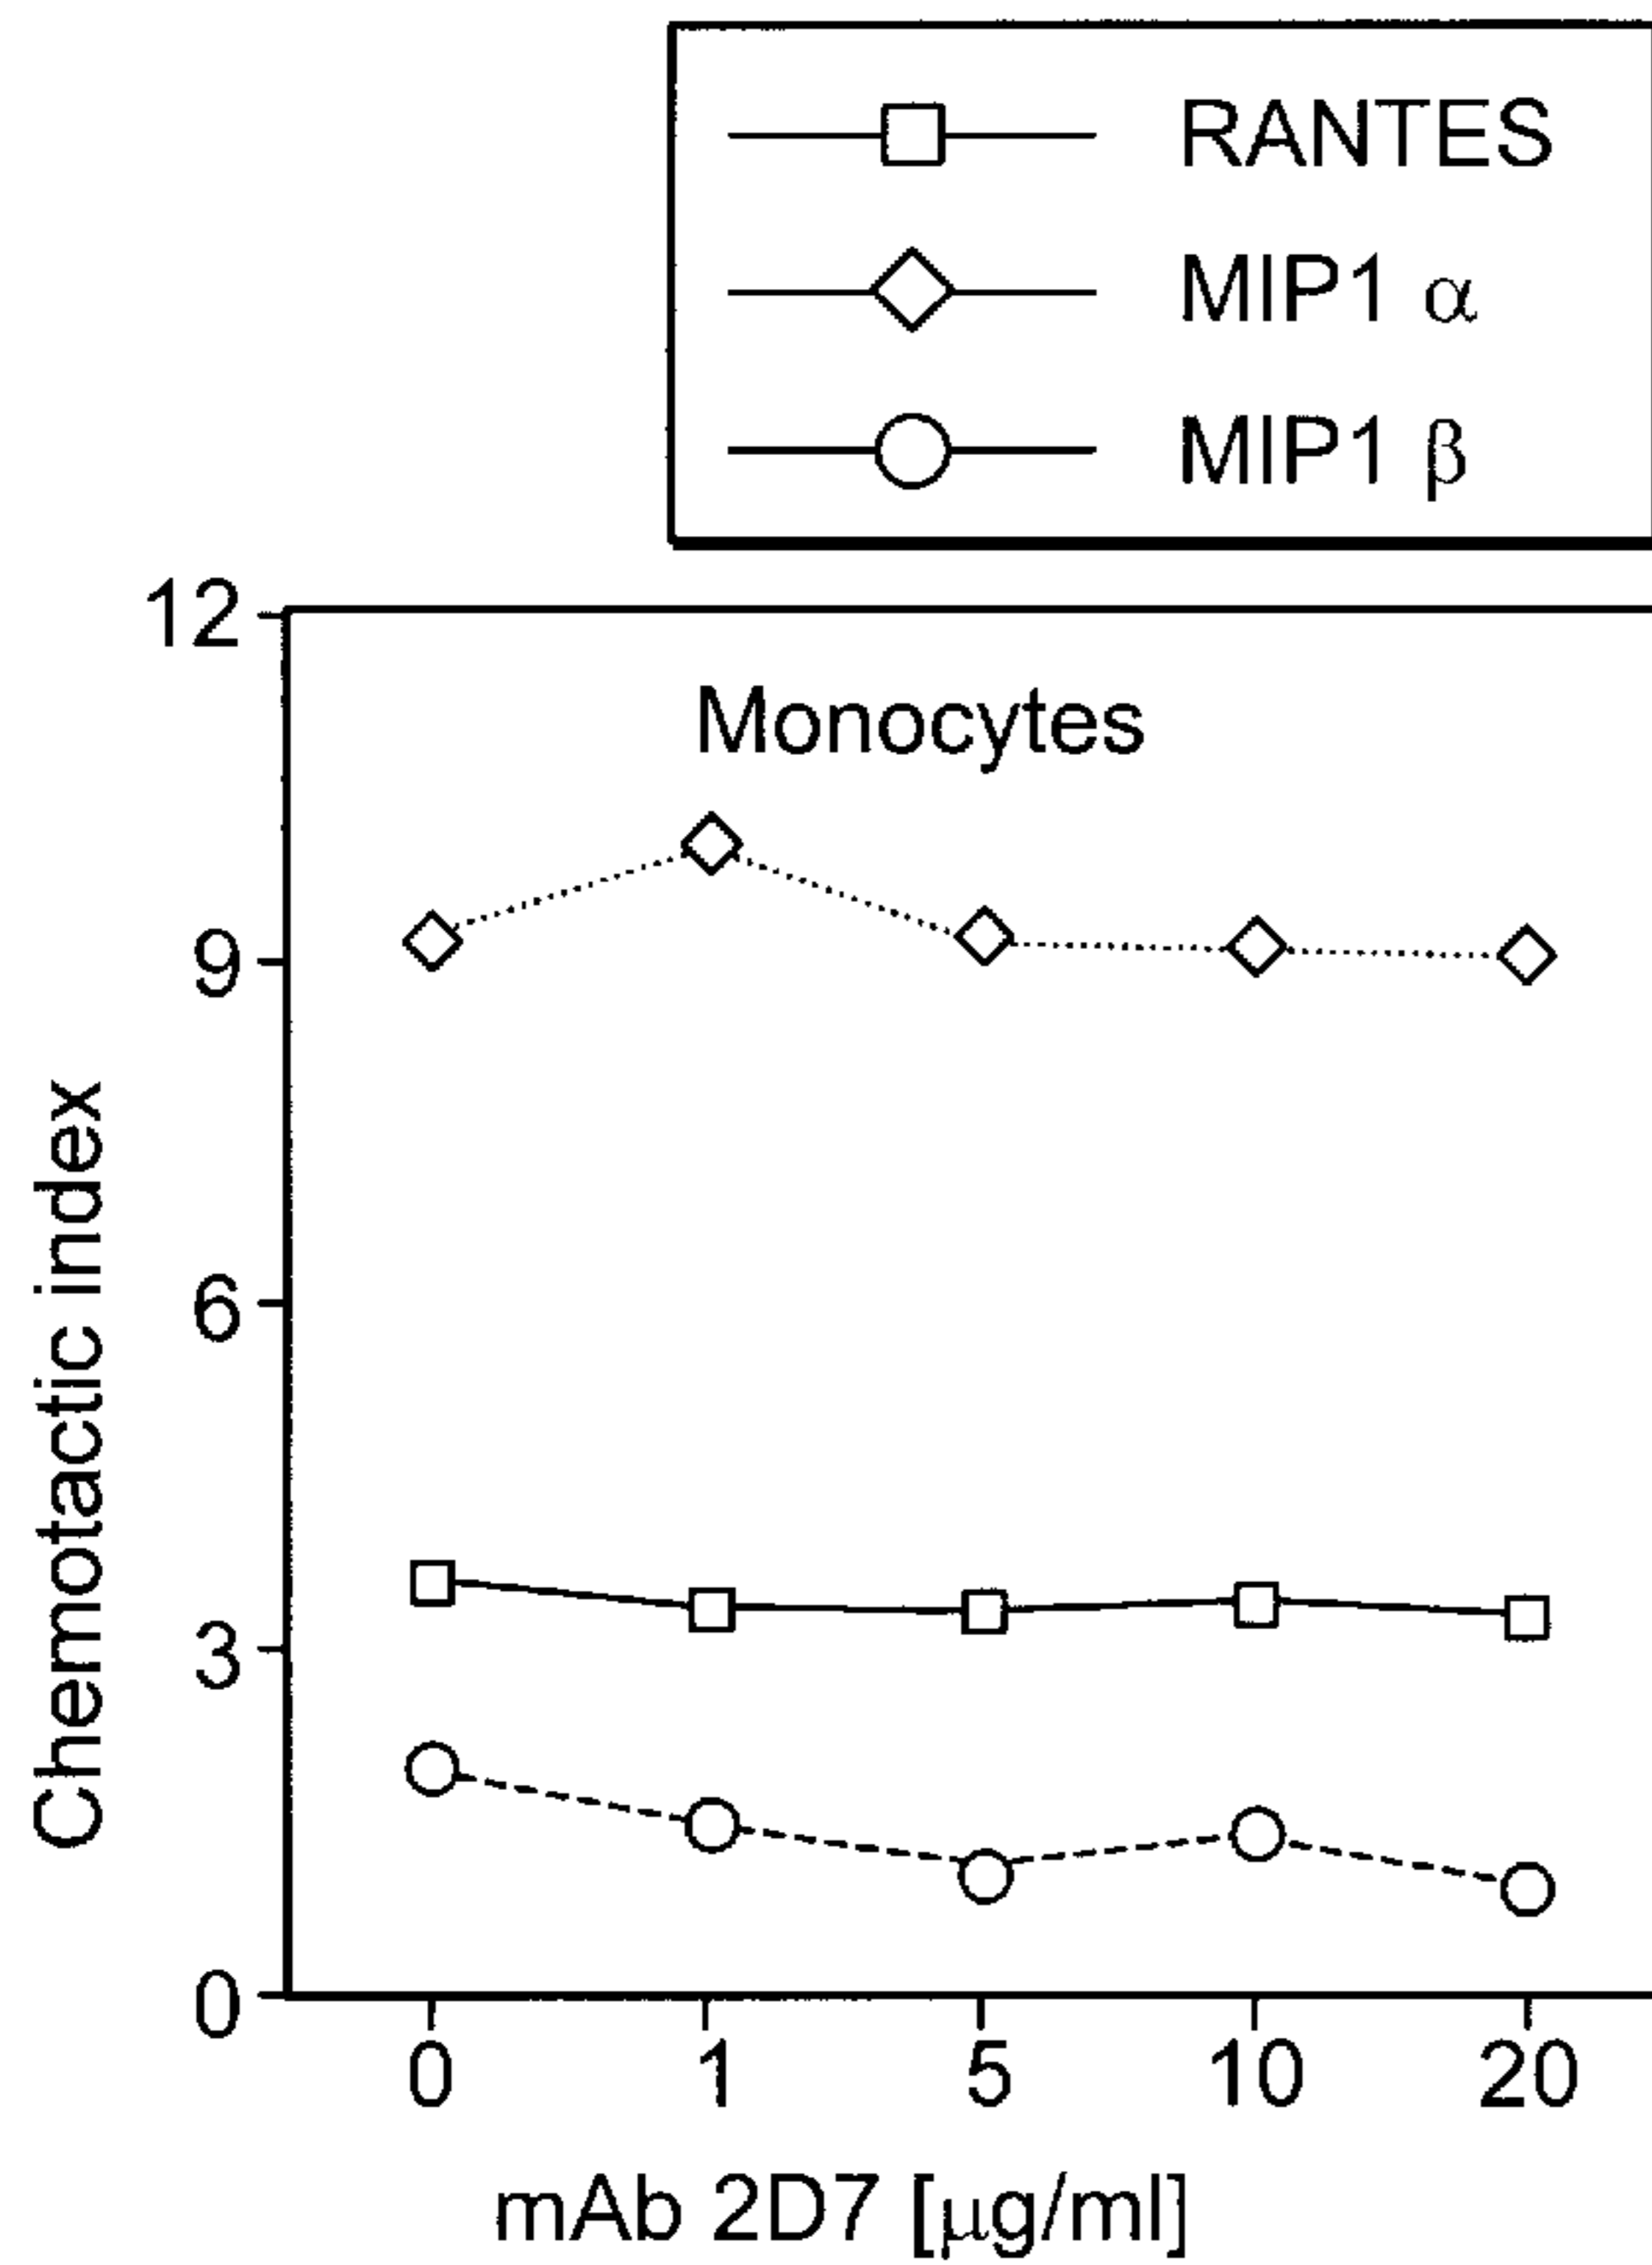 RANTES
MIP1 α
MIP1 β
12
Monocytes
9
6
3
0
Chemotactic index
0 1 5 10 20
mAb 2D7 [µg/ml]